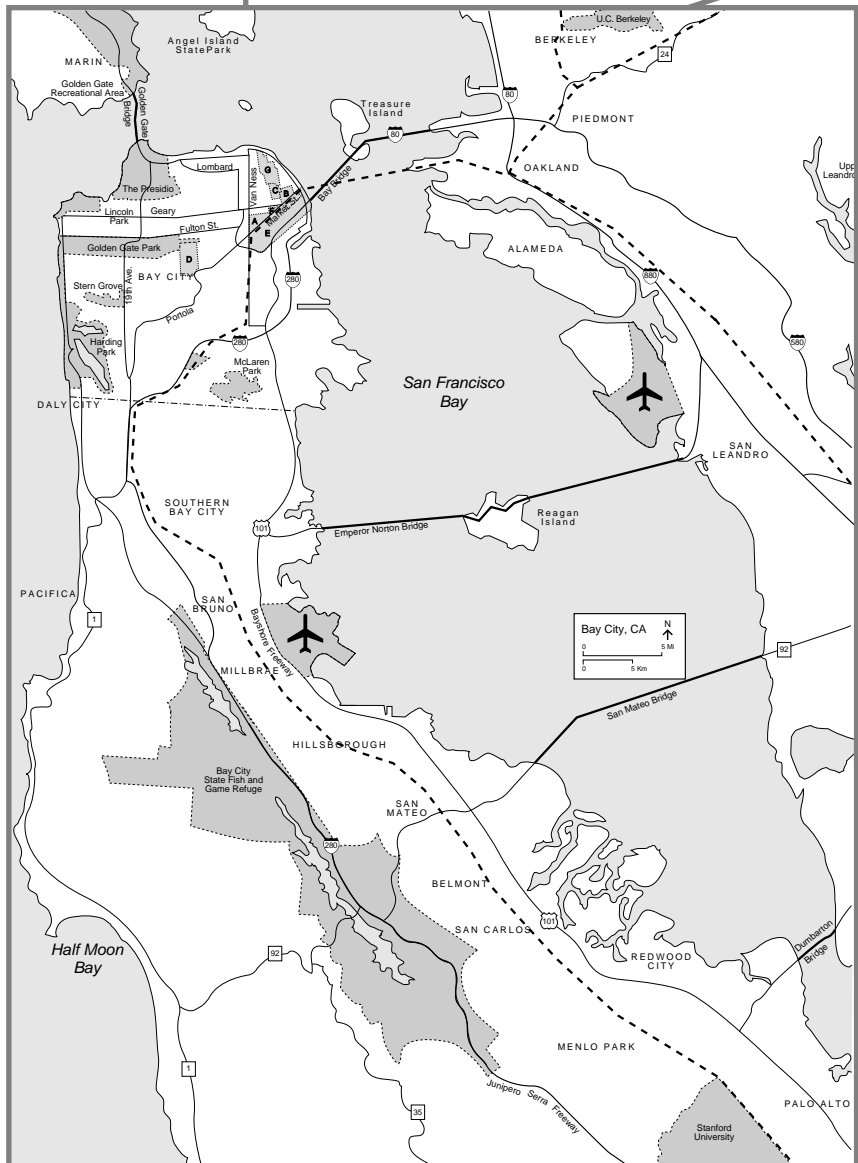 U.C. Berkeley
Angel Island
StatePark
BERKELEY
24
MARIN
Golden Gate
Recreational Area
Golden Gate
Bridge
80
Treasure
Island
80
PIEDMONT
Lombard
OAKLAND
Van Ness
G
C
B
Bay Bridge
The Presidio
Market St.
A
E
F
Lincoln
Park
Geary
Fulton St.
Golden Gate Park
D
ALAMEDA
BAY CITY
Stern Grove
19th Ave.
280
880
Portola
580
Harding
Park
280
McLaren
Park
San Francisco
Bay
DALY CITY
SAN
LEANDRO
SOUTHERN
BAY CITY
101
Emperor Norton Bridge
Reagan
Island
PACIFICA
SAN
BRUNO
1
Bayshore Freeway
Bay City, CA
N
0
5 Mi
0
5 Km
92
MILLBRAE
San Mateo Bridge
HILLSBOROUGH
Bay City
State Fish and
Game Refuge
SAN
MATEO
280
BELMONT
101
SAN CARLOS
Half Moon
Bay
92
REDWOOD
CITY
Dumbarton
Bridge
MENLO PARK
1
Junipero Serra Freeway
35
PALO ALTO
Stanford
University